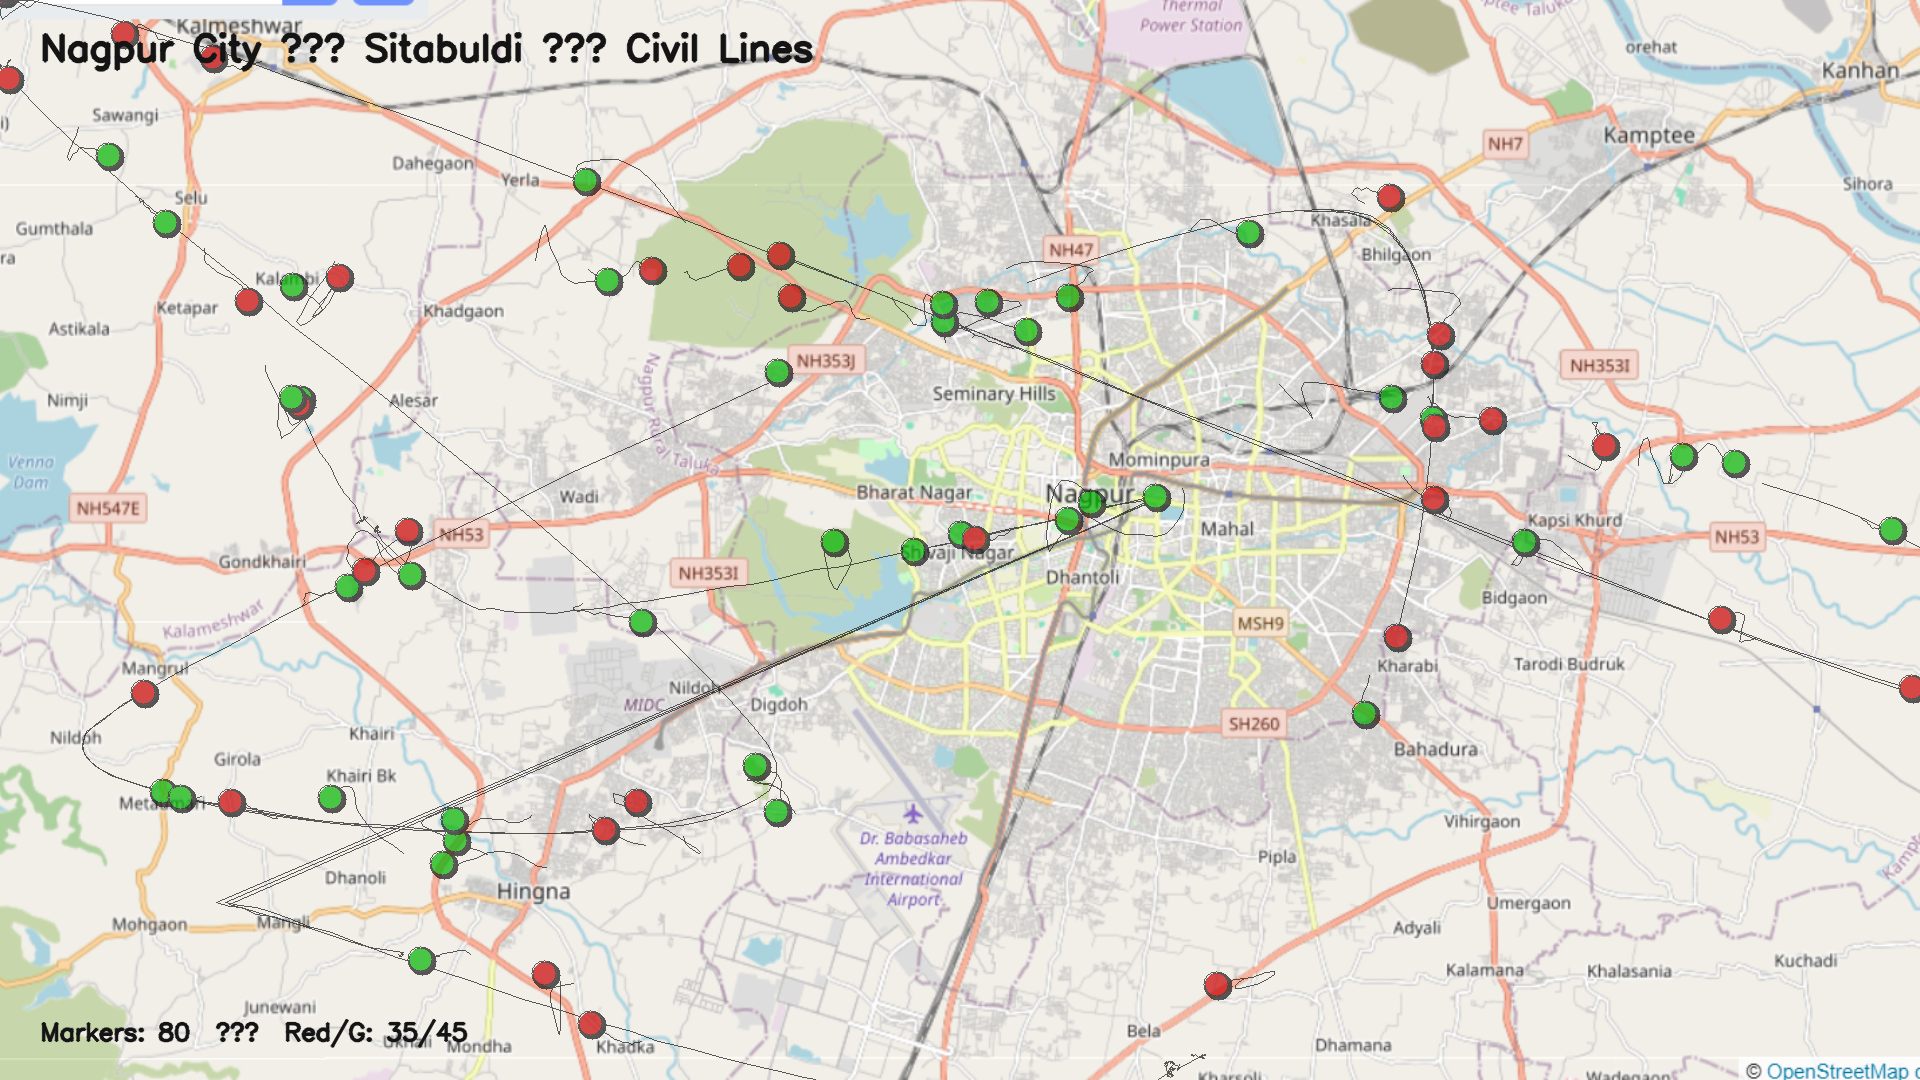 Kalmeshwar
Nagpur City ??? Sitabuldi ??? Civil Lines
Thermal
Power Station
orehat
Kanhan
Sawangi
Kamptee
NH7
Dahegaon
Yerla
Selu
Sihora
Gumthala
Khasala
NH47
Bhilgaon
Ketapar
Khadgaon
Astikala
NH353J
NH353I
Seminary Hills
Nimji
Alesar
Nagpur Rural Taluka
Mominpura
Venna
Dam
Bharat Nagar
Nagpur
Wadi
NH547E
NH53
Mahal
Kapsi Khurd
NH53
Gondkhairi
NH353I
Dhantoli
Bidgaon
Kalameshwar
MSH9
Mangrul
Kharabi
Tarodi Budruk
Nildoh
MIDC
Digdoh
SH260
Nildoh
Khairi
Bahadura
Girola
Khairi Bk
Vihirgaon
Dr. Babasaheb
Ambedkar
International
Airport
Pipla
Dhanoli
Hingna
Umergaon
Mohgaon
Mangli
Adyali
Kalamana
Khalasania
Kuchadi
Junewani
Markers: 80 ??? Red/G: 35/45
Bela
Mondha
Khadka
Dhamana
Kharsoli
Wadegaon
© OpenStreetMap